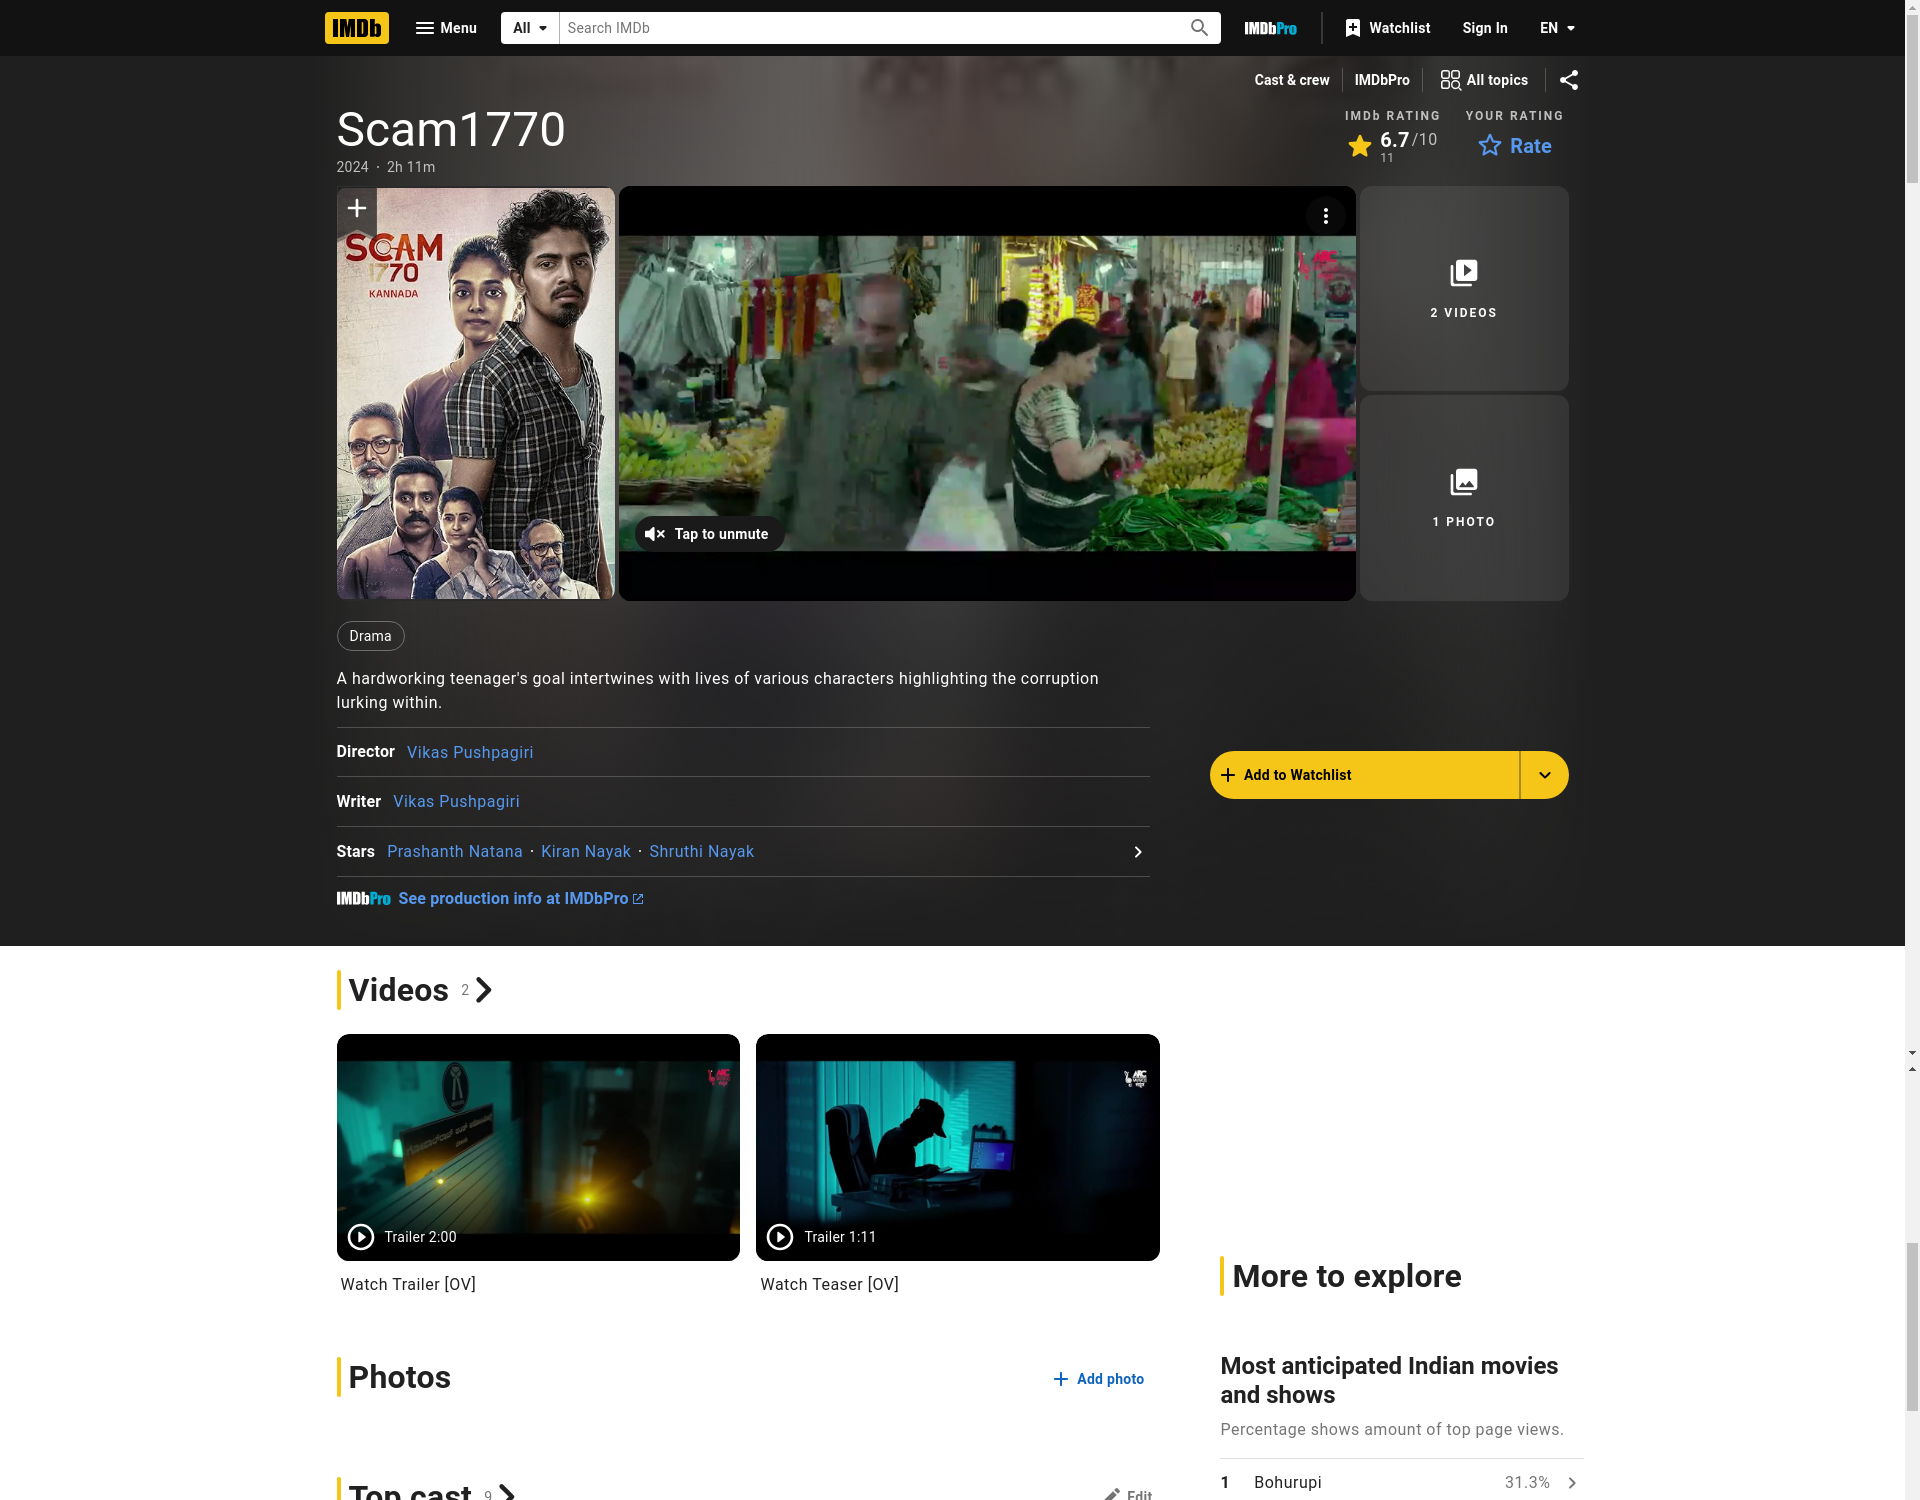 IMDb
Menu
All
Search IMDb
IMDbPro
Watchlist
Sign In
EN
Cast & crew
IMDbPro
All topics
Scam1770
2024 · 2h 11m
IMDb RATING
6.7/10
11
YOUR RATING
Rate
SCAM
1770
KANNADA
Tap to unmute
2 VIDEOS
1 PHOTO
Drama
A hardworking teenager's goal intertwines with lives of various characters highlighting the corruption
lurking within.
Director Vikas Pushpagiri
Writer Vikas Pushpagiri
Stars Prashanth Natana · Kiran Nayak · Shruthi Nayak
IMDbPro See production info at IMDbPro
Add to Watchlist
Videos 2
Trailer 2:00
Trailer 1:11
Watch Trailer [OV]
Watch Teaser [OV]
Photos
Add photo
Top cast 9
Edit
More to explore
Most anticipated Indian movies
and shows
Percentage shows amount of top page views.
1 Bohurupi 31.3%